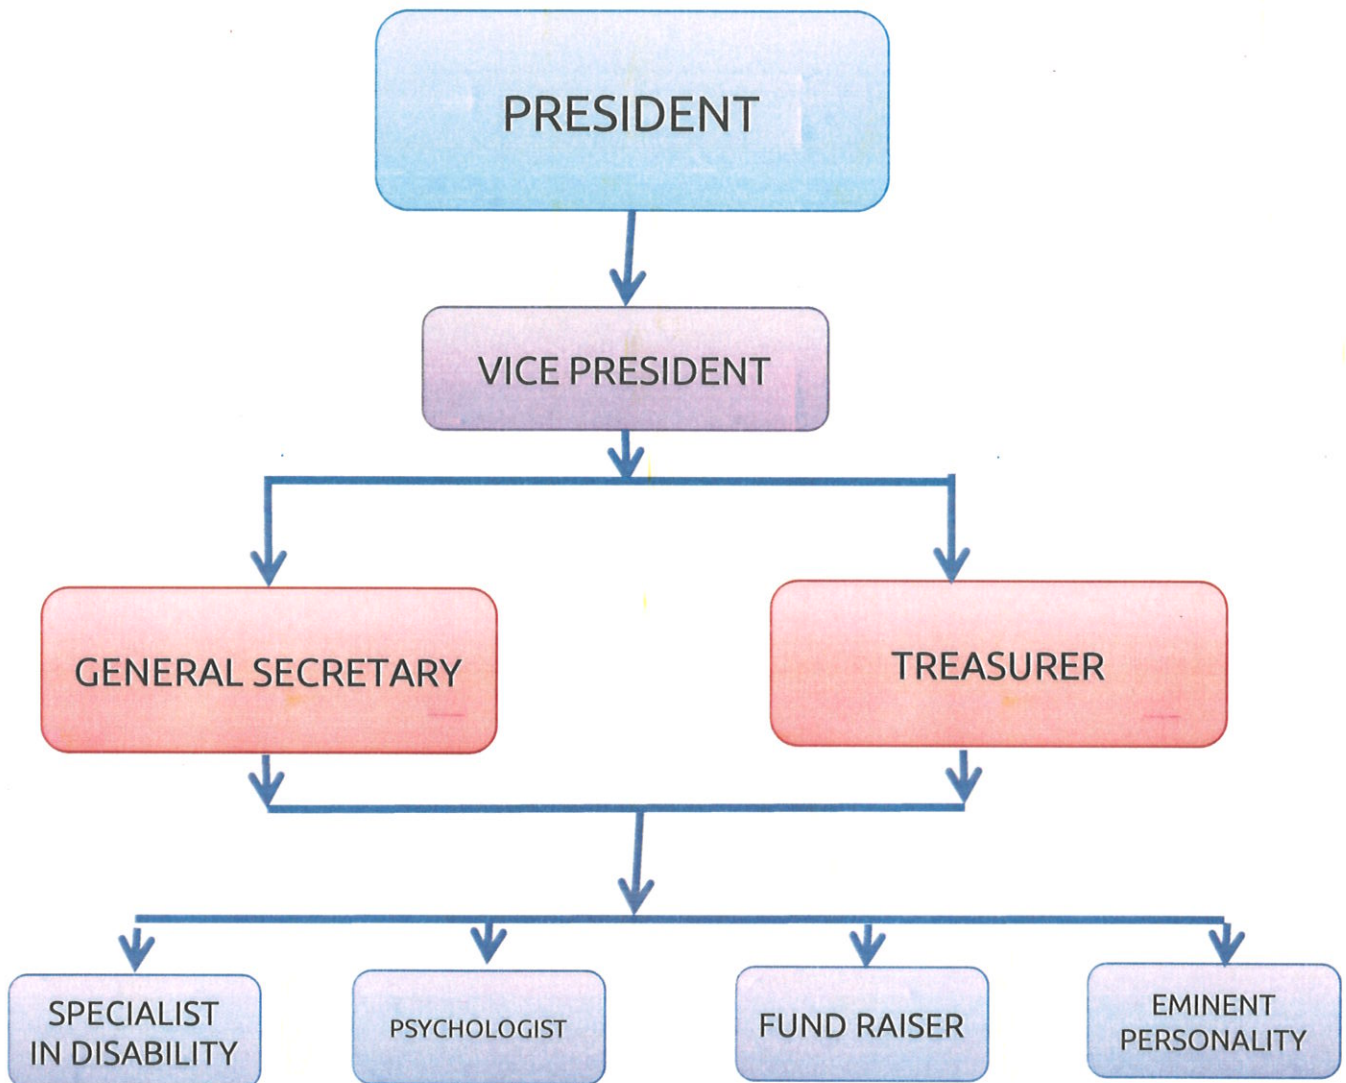 PRESIDENT
VICE PRESIDENT
GENERAL SECRETARY
TREASURER
SPECIALIST
IN DISABILITY
PSYCHOLOGIST
FUND RAISER
EMINENT
PERSONALITY